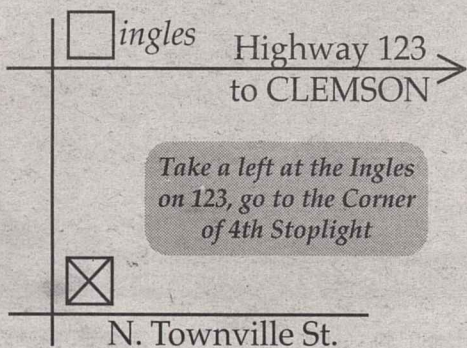 ingles
Highway 123
to CLEMSON
Take a left at the Ingles
on 123, go to the Corner
of 4th Stoplight
N. Townville St.